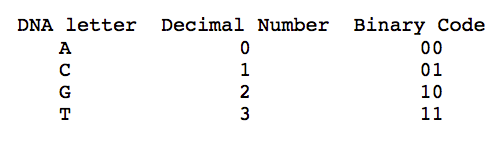 DNA letter Decimal Number Binary Code
A 0 00
C 1 01
G 2 10
T 3 11